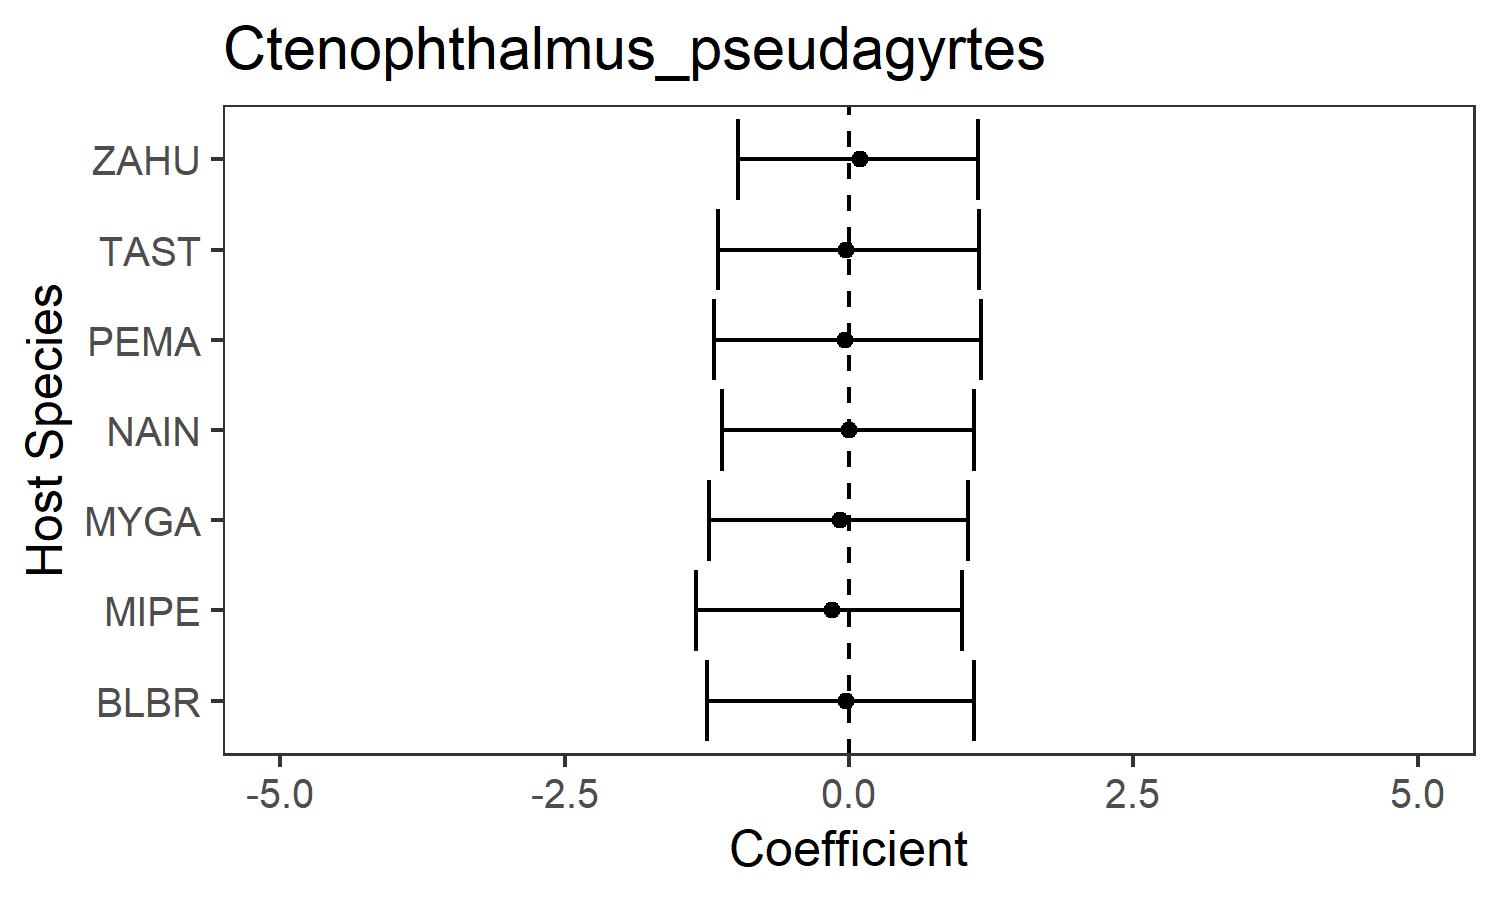 Ctenophthalmus_pseudagyrtes
Host Species
ZAHU
TAST
PEMA
NAIN
MYGA
MIPE
BLBR
-5.0 -2.5 0.0 2.5 5.0
Coefficient